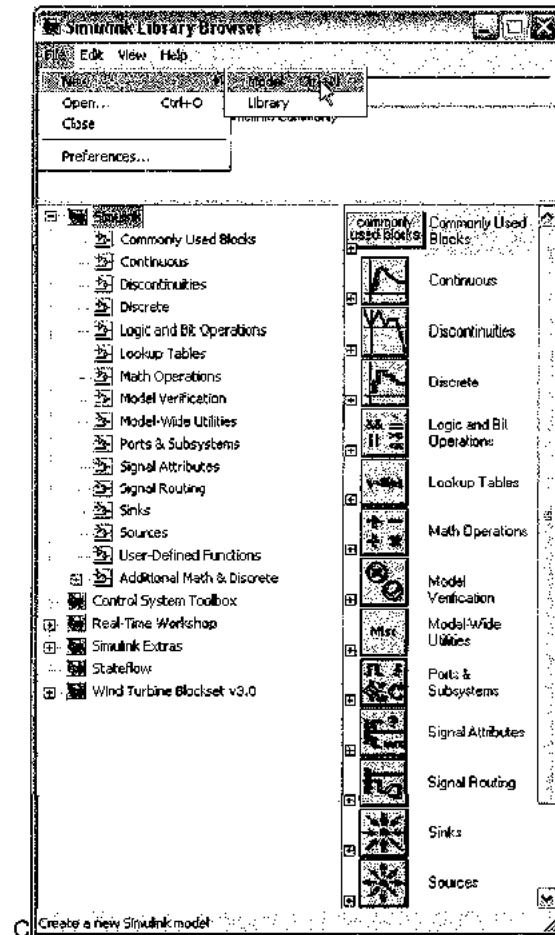 Simulink Library Browser
File Edit View Help
New
Model Ctrl+N
Open... Ctrl+O
Library
Close
Preferences...
Simulink
Commonly Used Blocks
Continuous
Discontinuities
Discrete
Logic and Bit Operations
Lookup Tables
Math Operations
Model Verification
Model-Wide Utilities
Ports & Subsystems
Signal Attributes
Signal Routing
Sinks
Sources
User-Defined Functions
Additional Math & Discrete
Control System Toolbox
Real-Time Workshop
Simulink Extras
Stateflow
Wind Turbine Blockset v3.0
commonly
used blocks
Commonly Used
Blocks
Continuous
Discontinuities
Discrete
Logic and Bit
Operations
Lookup Tables
Math Operations
Model
Verification
Misc
Model-Wide
Utilities
Ports &
Subsystems
Signal Attributes
Signal Routing
Sinks
Sources
C
Create a new Simulink model